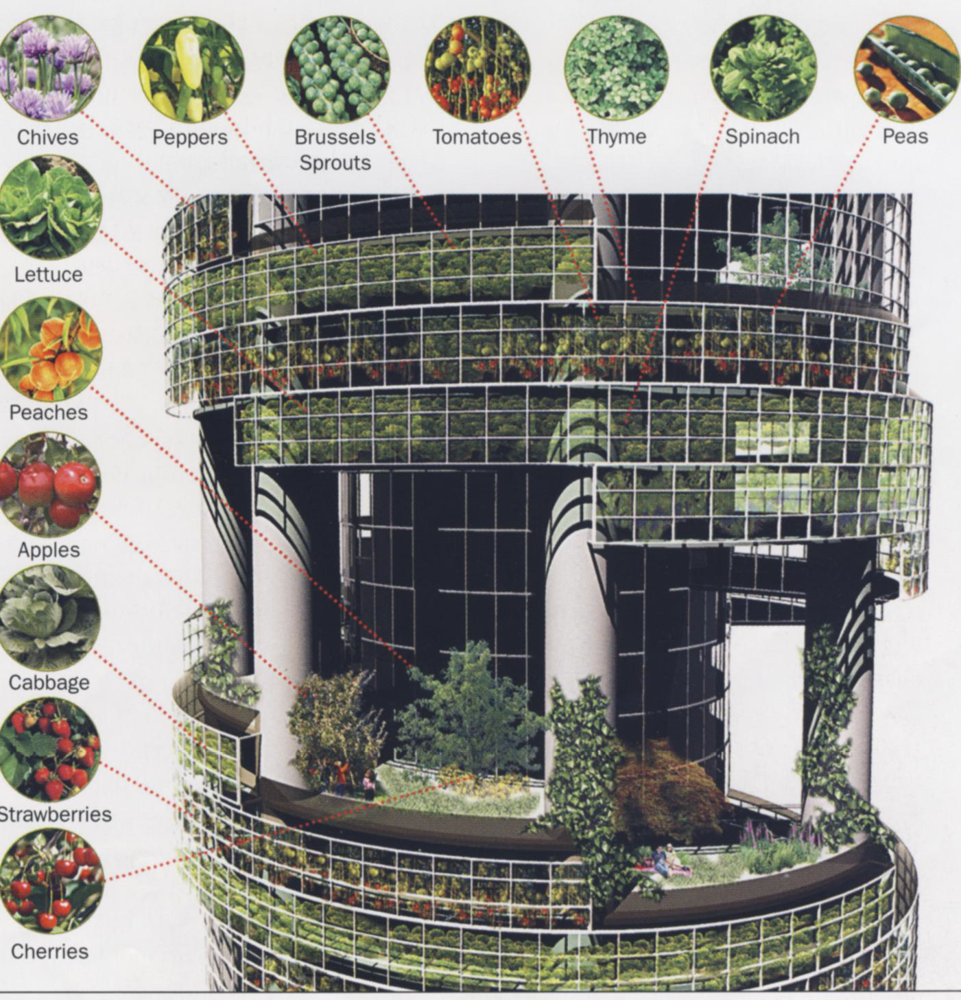 Chives
Peppers
Brussels
Sprouts
Tomatoes
Thyme
Spinach
Peas
Lettuce
Peaches
Apples
Cabbage
Strawberries
Cherries